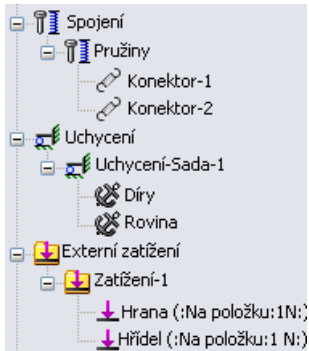 Spojení
Pružiny
Konektor-1
Konektor-2
Uchycení
Uchycení-Sada-1
Díry
Rovina
Externí zatížení
Zatížení-1
Hrana (:Na položku:1N:)
Hřídel (:Na položku:1 N:)